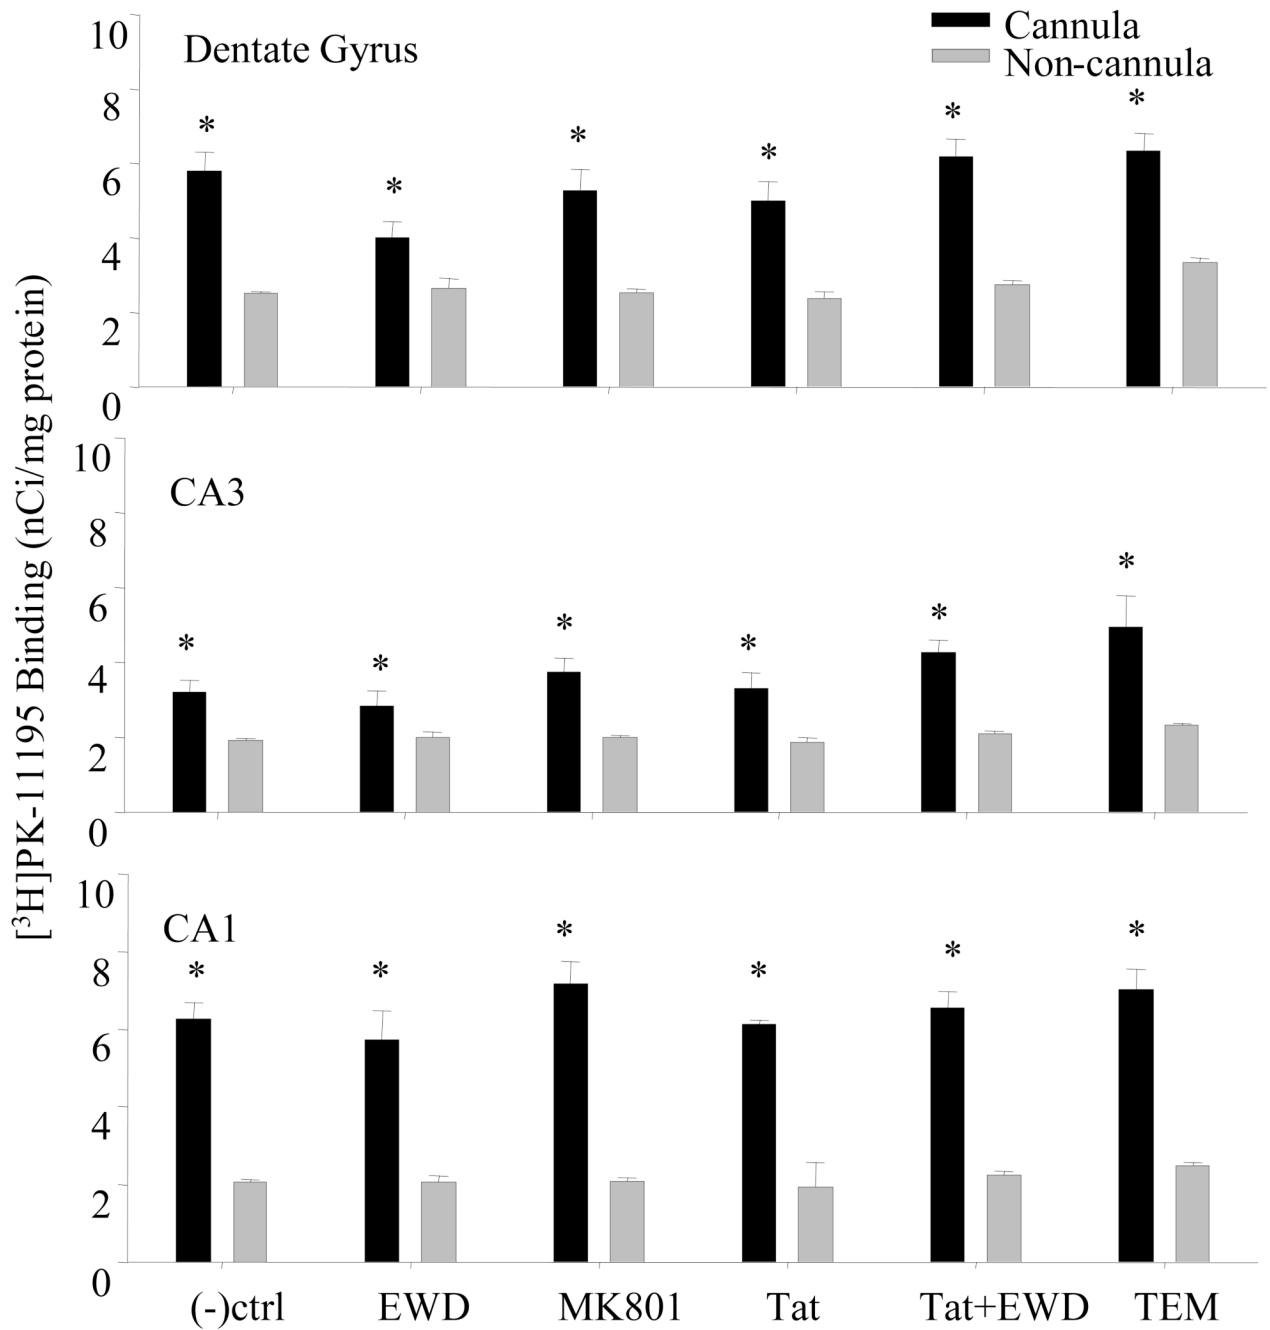 [³H]PK-11195 Binding (nCi/mg protein)
Cannula
Non-cannula
Dentate Gyrus
10
8
6
4
2
0
* * * * * *
CA3
10
8
6
4
2
0
* * * * * *
CA1
10
8
6
4
2
0
* * * * * *
(-)ctrl EWD MK801 Tat Tat+EWD TEM